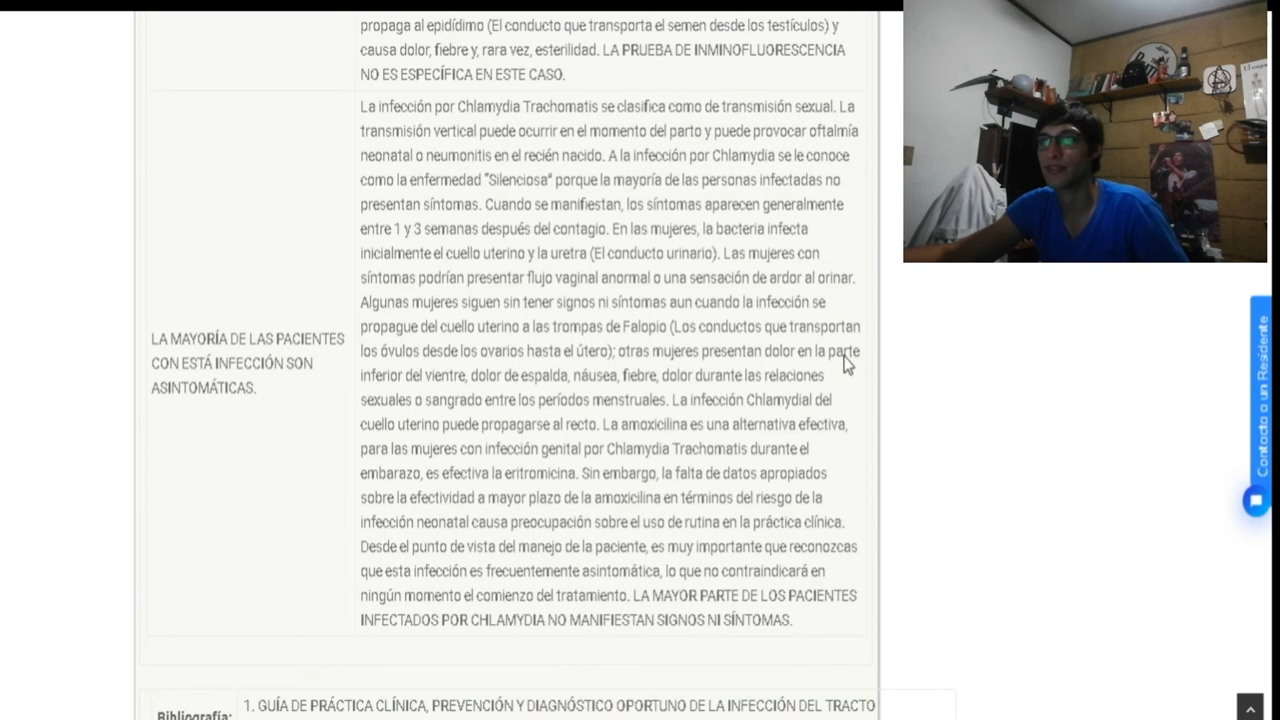 propaga al epidídimo (El conducto que transporta el semen desde los testículos) y
causa dolor, fiebre y, rara vez, esterilidad. LA PRUEBA DE INMINOFLUORESCENCIA
NO ES ESPECÍFICA EN ESTE CASO.
LA MAYORÍA DE LAS PACIENTES
CON ESTÁ INFECCIÓN SON
ASINTOMÁTICAS.
La infección por Chlamydia Trachomatis se clasifica como de transmisión sexual. La
transmisión vertical puede ocurrir en el momento del parto y puede provocar oftalmía
neonatal o neumonitis en el recién nacido. A la infección por Chlamydia se le conoce
como la enfermedad "Silenciosa" porque la mayoría de las personas infectadas no
presentan síntomas. Cuando se manifiestan, los síntomas aparecen generalmente
entre 1 y 3 semanas después del contagio. En las mujeres, la bacteria infecta
inicialmente el cuello uterino y la uretra (El conducto urinario). Las mujeres con
síntomas podrían presentar flujo vaginal anormal o una sensación de ardor al orinar.
Algunas mujeres siguen sin tener signos ni síntomas aun cuando la infección se
propague del cuello uterino a las trompas de Falopio (Los conductos que transportan
los óvulos desde los ovarios hasta el útero); otras mujeres presentan dolor en la parte
inferior del vientre, dolor de espalda, náusea, fiebre, dolor durante las relaciones
sexuales o sangrado entre los períodos menstruales. La infección Chlamydial del
cuello uterino puede propagarse al recto. La amoxicilina es una alternativa efectiva,
para las mujeres con infección genital por Chlamydia Trachomatis durante el
embarazo, es efectiva la eritromicina. Sin embargo, la falta de datos apropiados
sobre la efectividad a mayor plazo de la amoxicilina en términos del riesgo de la
infección neonatal causa preocupación sobre el uso de rutina en la práctica clínica.
Desde el punto de vista del manejo de la paciente, es muy importante que reconozcas
que esta infección es frecuentemente asintomática, lo que no contraindicará en
ningún momento el comienzo del tratamiento. LA MAYOR PARTE DE LOS PACIENTES
INFECTADOS POR CHLAMYDIA NO MANIFIESTAN SIGNOS NI SÍNTOMAS.
Bibliografía:
1. GUÍA DE PRÁCTICA CLÍNICA, PREVENCIÓN Y DIAGNÓSTICO OPORTUNO DE LA INFECCIÓN DEL TRACTO
Contacta a un Residente